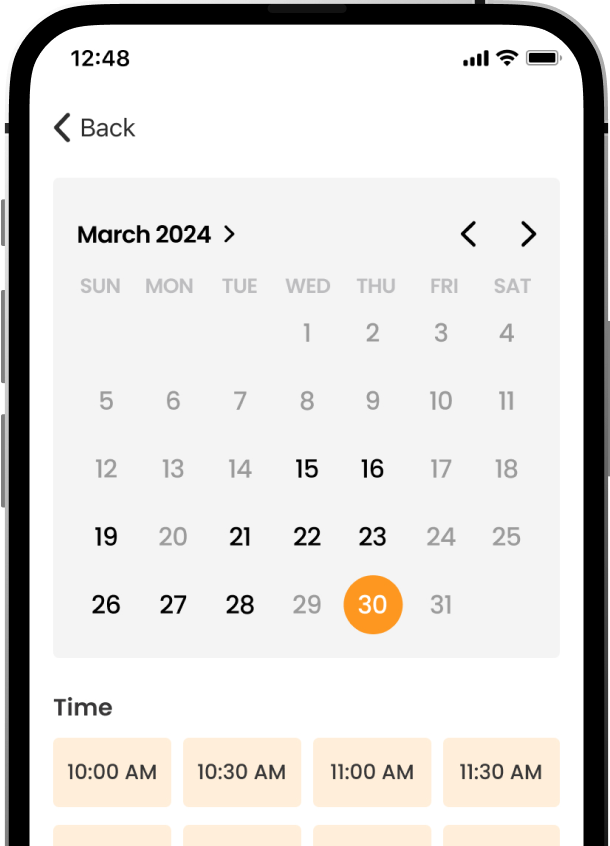 12:48
Back
March 2024
SUN MON TUE WED THU FRI SAT
1 2 3 4
5 6 7 8 9 10 11
12 13 14 15 16 17 18
19 20 21 22 23 24 25
26 27 28 29 30 31
Time
10:00 AM 10:30 AM 11:00 AM 11:30 AM